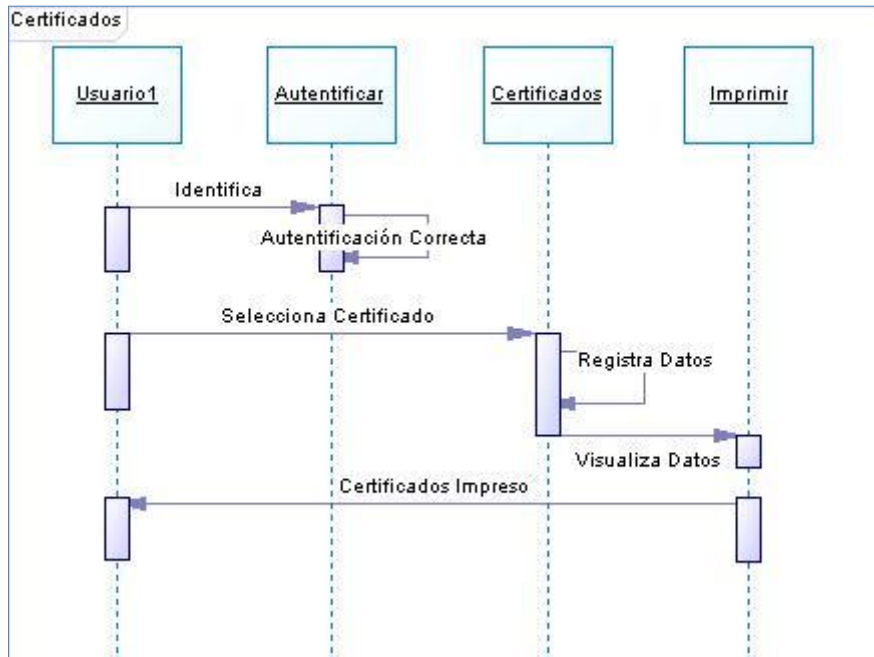 Certificados
Usuario1
Autentificar
Certificados
Imprimir
Identifica
Autentificación Correcta
Selecciona Certificado
Registra Datos
Visualiza Datos
Certificados Impreso